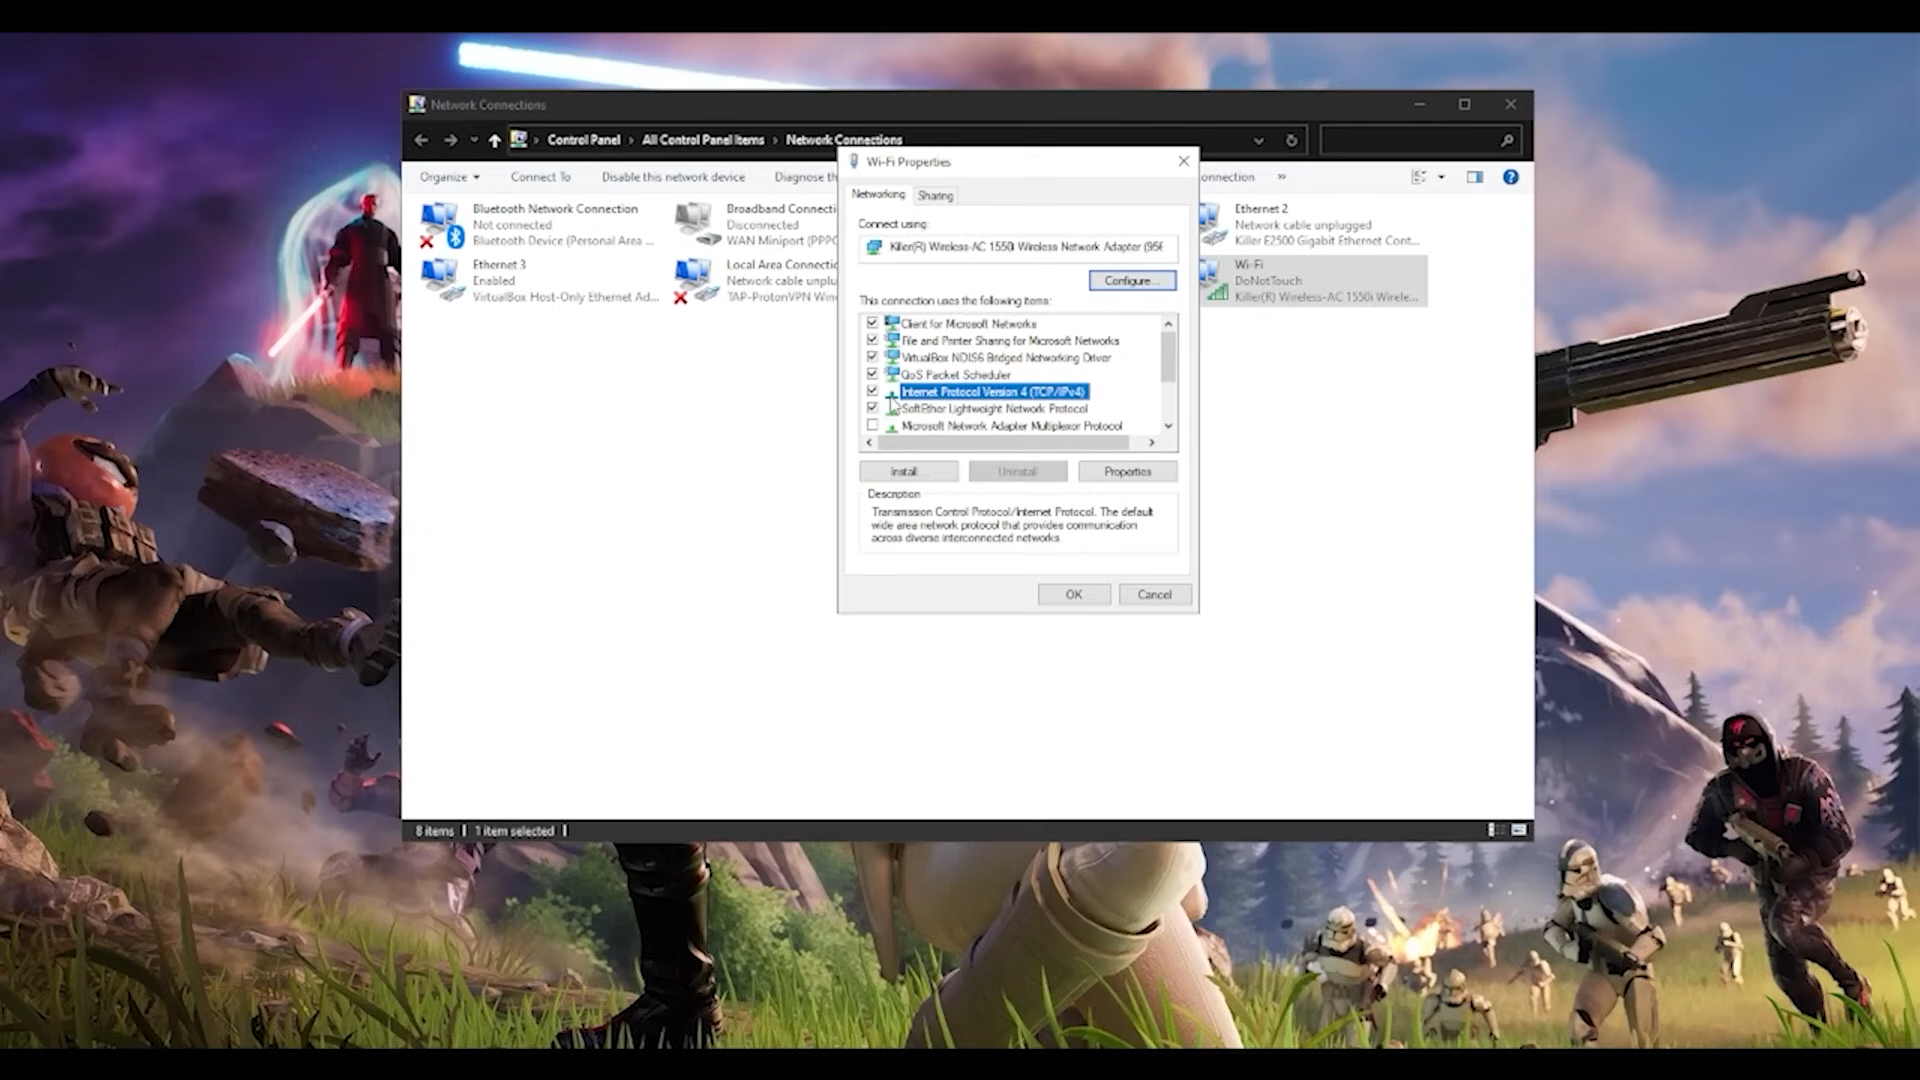 Network Connections
Control Panel > All Control Panel Items > Network Connections
Organize Connect To Disable this network device Diagnose th onnection »
Bluetooth Network Connection
Not connected
Bluetooth Device (Personal Area ...
Broadband Connecti
Disconnected
WAN Miniport (PPPC
Ethernet 2
Network cable unplugged
Killer E2500 Gigabit Ethernet Cont...
Ethernet 3
Enabled
VirtualBox Host-Only Ethernet Ad...
Local Area Connectio
Network cable unplu
TAP-ProtonVPN Winc
Wi-Fi
DoNotTouch
Killer(R) Wireless-AC 1550i Wirele...
Wi-Fi Properties
Networking Sharing
Connect using:
Killer(R) Wireless-AC 1550i Wireless Network Adapter (956
Configure...
This connection uses the following items:
Client for Microsoft Networks
File and Printer Sharing for Microsoft Networks
VirtualBox NDIS6 Bridged Networking Driver
QoS Packet Scheduler
Internet Protocol Version 4 (TCP/IPv4)
SoftEther Lightweight Network Protocol
Microsoft Network Adapter Multiplexor Protocol
Install... Uninstall Properties
Description
Transmission Control Protocol/Internet Protocol. The default
wide area network protocol that provides communication
across diverse interconnected networks.
OK Cancel
8 items 1 item selected